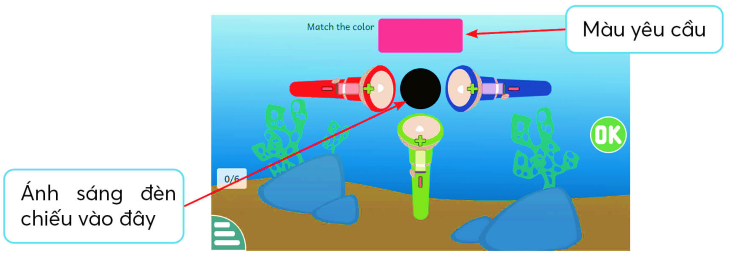 Match the color
Màu yêu cầu
OK
0/6
Ánh sáng đèn
chiếu vào đây